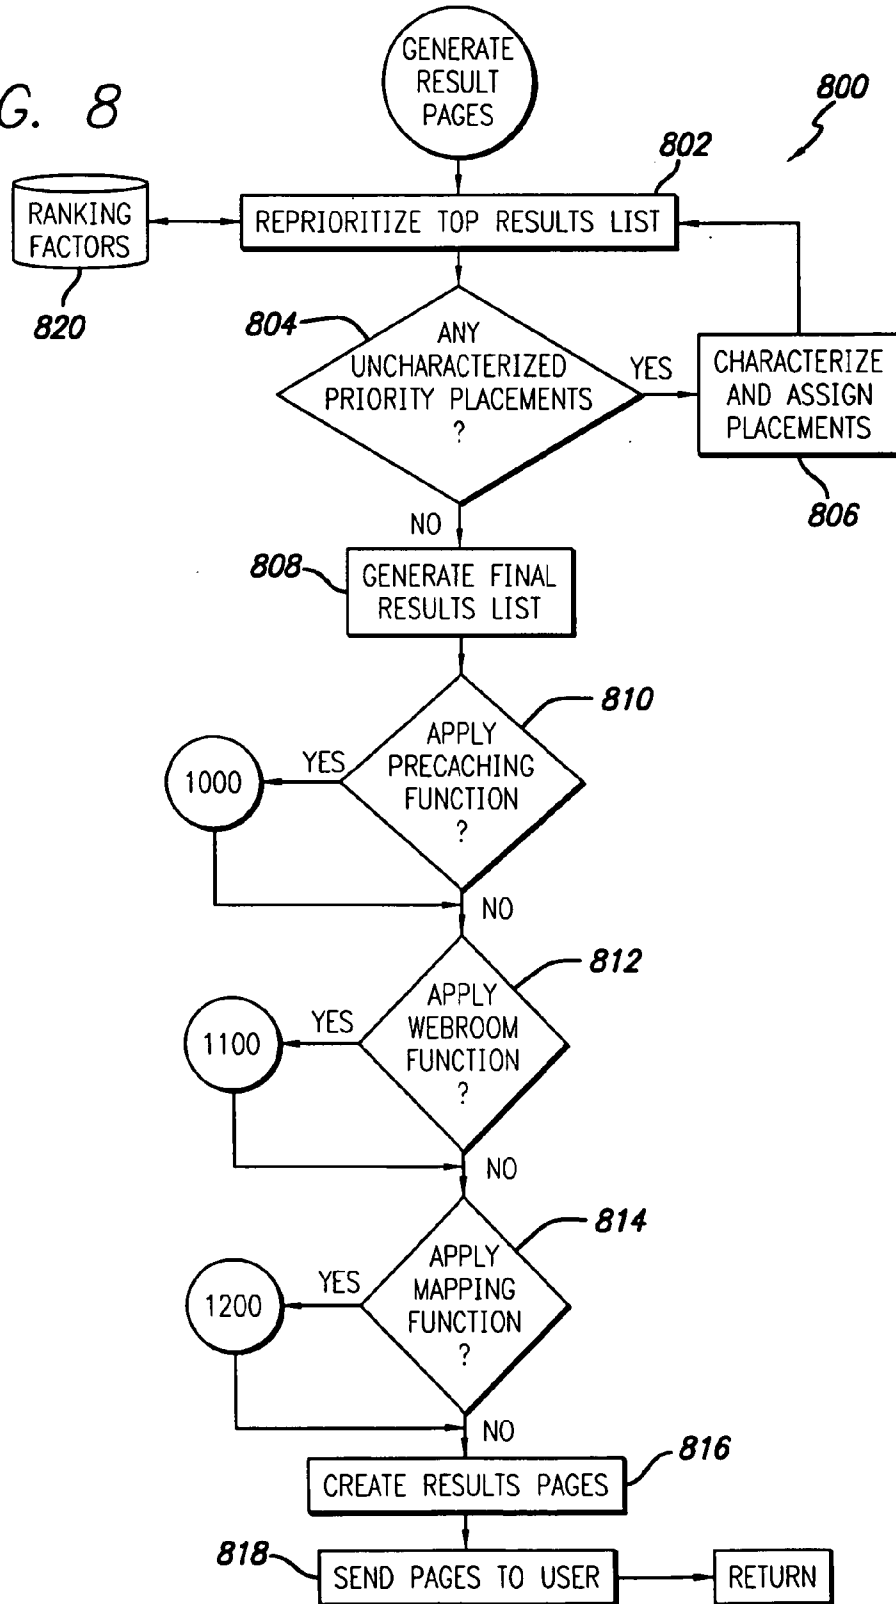 G. 8
GENERATE
RESULT
PAGES
800
802
RANKING
FACTORS
REPRIORITIZE TOP RESULTS LIST
820
804
ANY
UNCHARACTERIZED
PRIORITY PLACEMENTS
?
YES
CHARACTERIZE
AND ASSIGN
PLACEMENTS
806
NO
808
GENERATE FINAL
RESULTS LIST
810
APPLY
PRECACHING
FUNCTION
?
YES
1000
NO
812
APPLY
WEBROOM
FUNCTION
?
YES
1100
NO
814
APPLY
MAPPING
FUNCTION
?
YES
1200
NO
816
CREATE RESULTS PAGES
818
SEND PAGES TO USER
RETURN